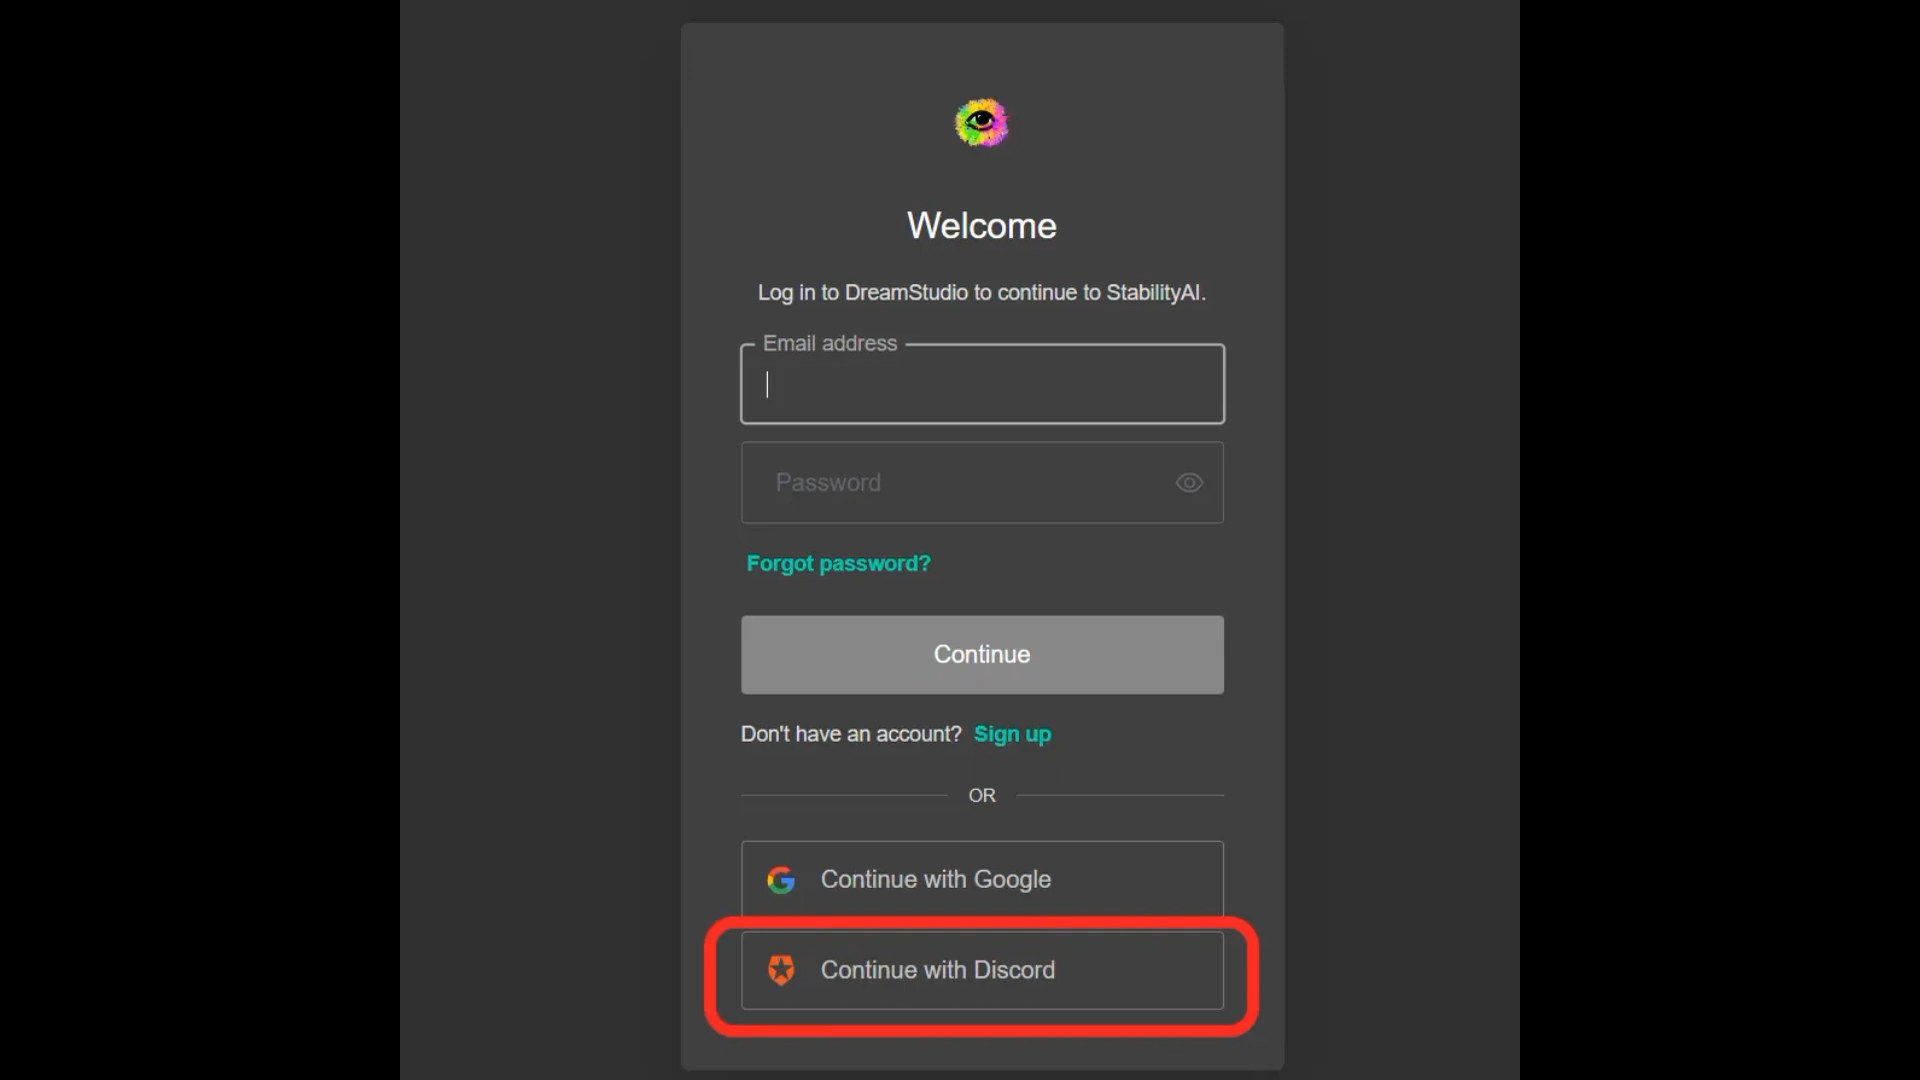 Welcome
Log in to DreamStudio to continue to StabilityAI.
Email address
Password
Forgot password?
Continue
Don't have an account? Sign up
OR
Continue with Google
Continue with Discord